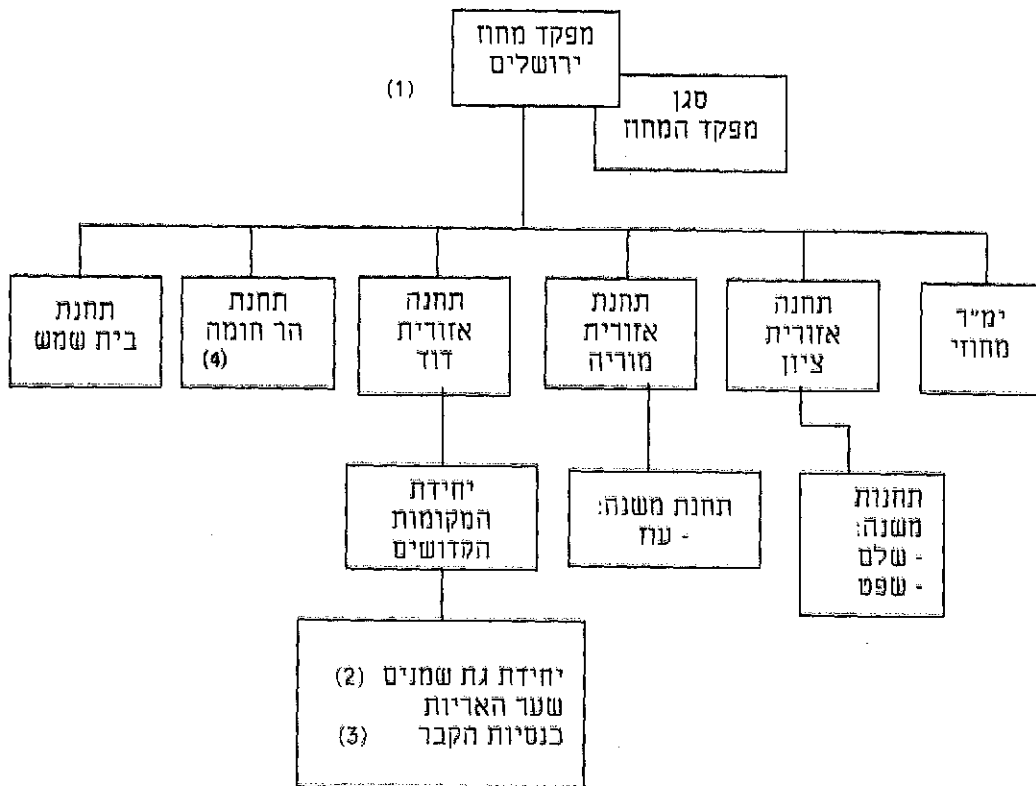 מפקד מחוז
ירושלים
(1)
סגן
מפקד המחוז
ימ"ר
מחוזי
תחנה
אזורית
ציון
תחנת
אזורית
מוריה
תחנה
אזורית
דוד
תחנת
הר חומה
(4)
תחנת
בית שמש
תחנות
משנה:
- שלם
- שפט
תחנת משנה:
- עוז
יחידת
המקומות
הקדושים
יחידת גת שמנים (2)
שער האריות
כנסיות הקבר (3)